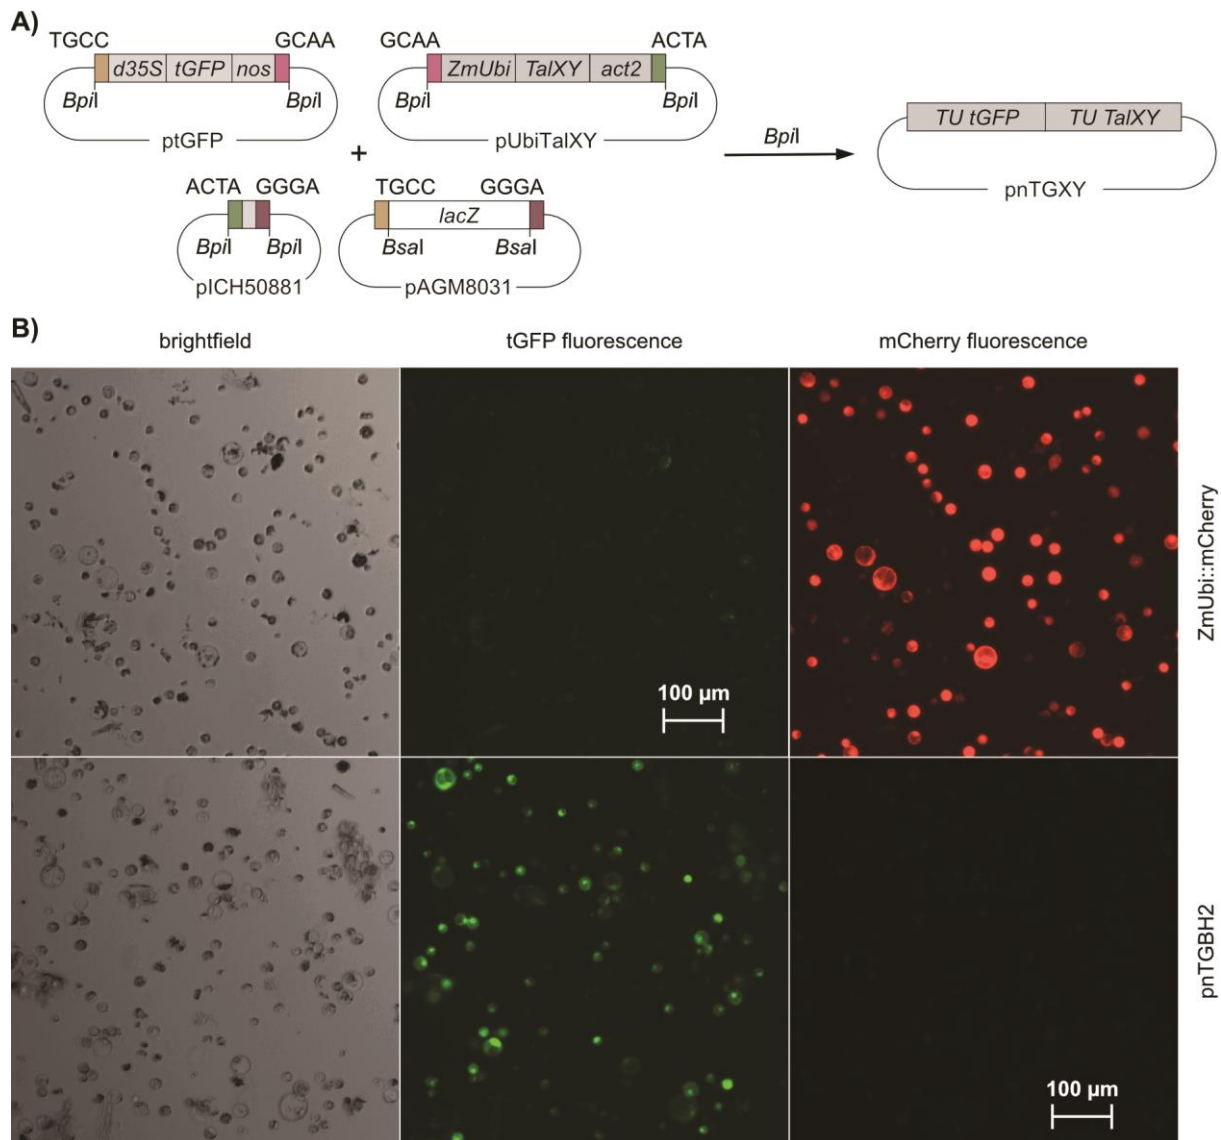 A)
TGCC GCAA GCAA ACTA
d35S tGFP nos ZmUbi TalXY act2
BpiI BpiI BpiI BpiI
ptGFP pUbiTalXY
+
BpiI
TU tGFP TU TalXY
pnTGXY
ACTA GGGA TGCC GGGA
lacZ
BpiI BpiI BsaI BsaI
pICH50881 pAGM8031
B)
brightfield tGFP fluorescence mCherry fluorescence
ZmUbi::mCherry
100 µm
pnTGBH2
100 µm